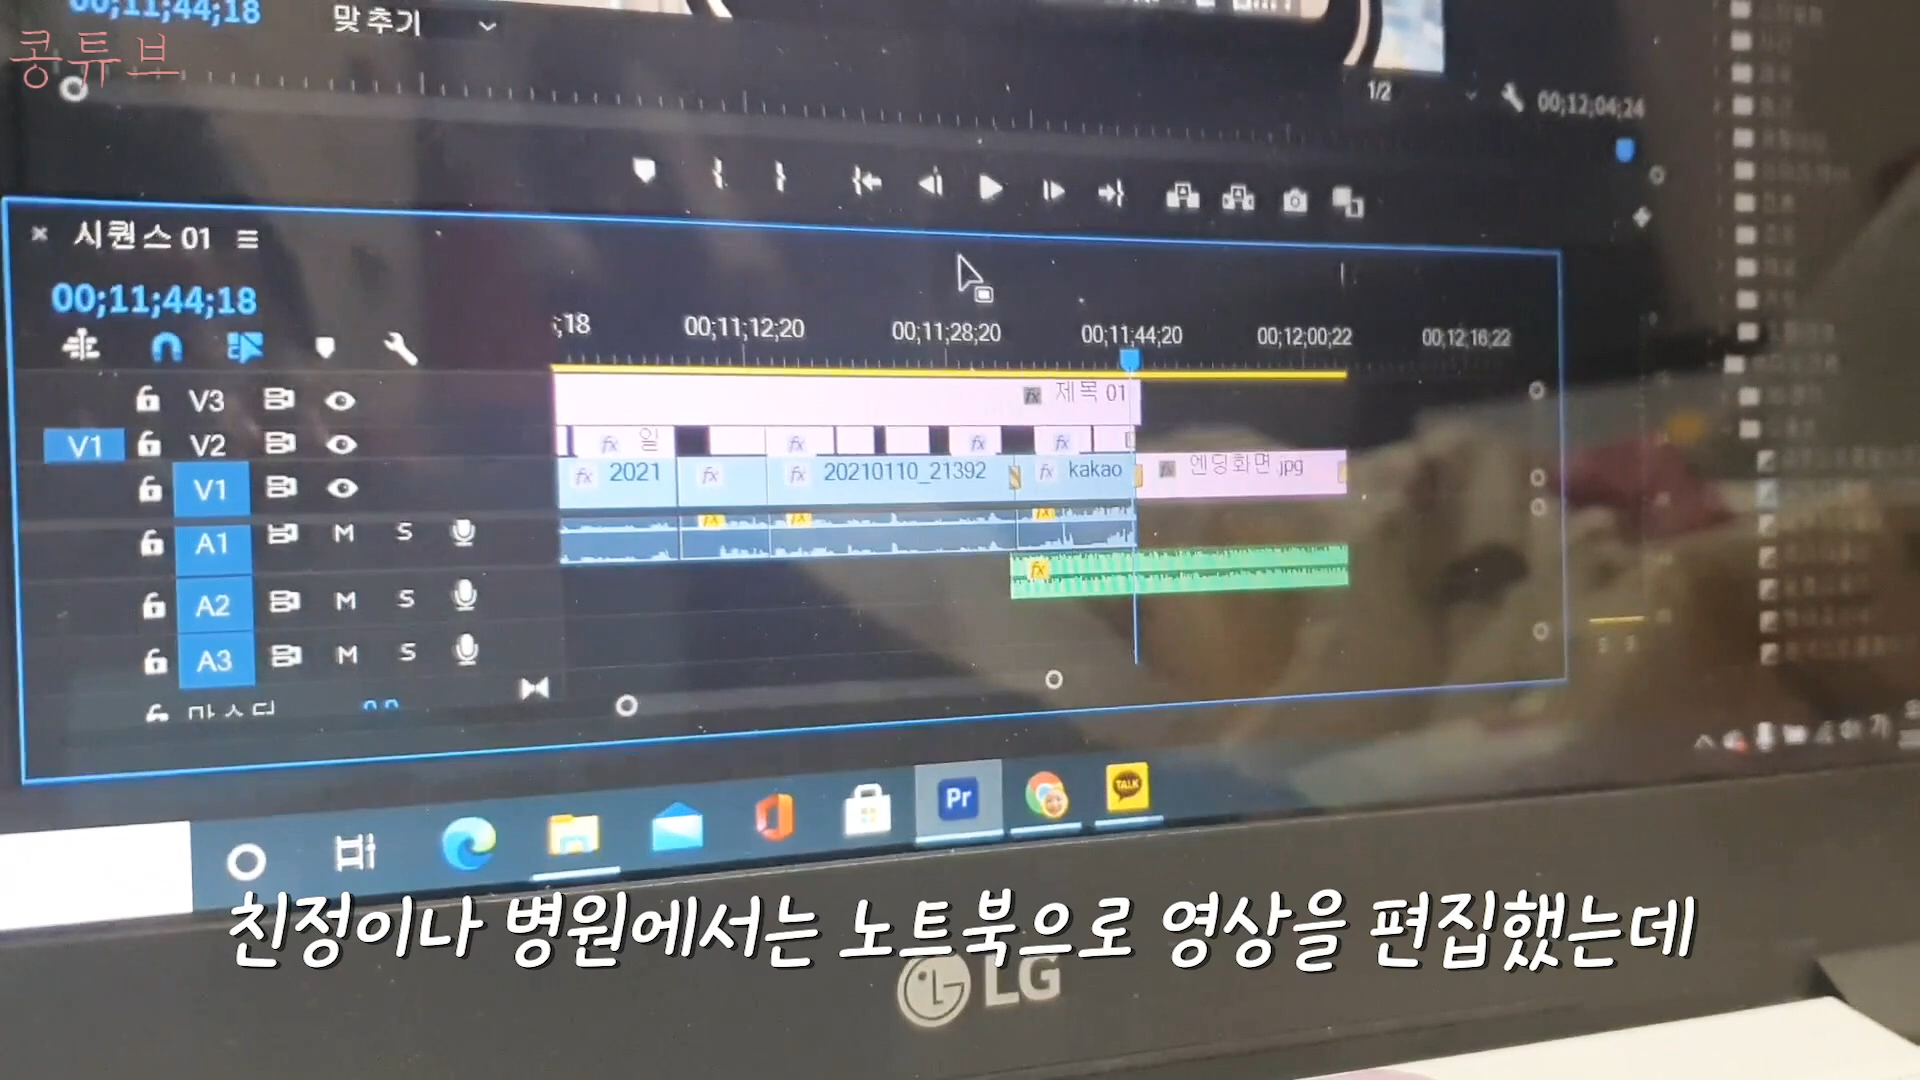 00;11;44;18
맞추기
콩튜브
1/2
00;12;04;24
시퀀스 01
00;11;44;18
;18
00;11;12;20
00;11;28;20
00;11;44;20
00;12;00;22
00;12;16;22
V3
제목 01
V1
V2
일
V1
2021
20210110_21392
kakao
엔딩화면.jpg
A1
M
S
A2
M
S
A3
M
S
Pr
TALK
친정이나 병원에서는 노트북으로 영상을 편집했는데
LG